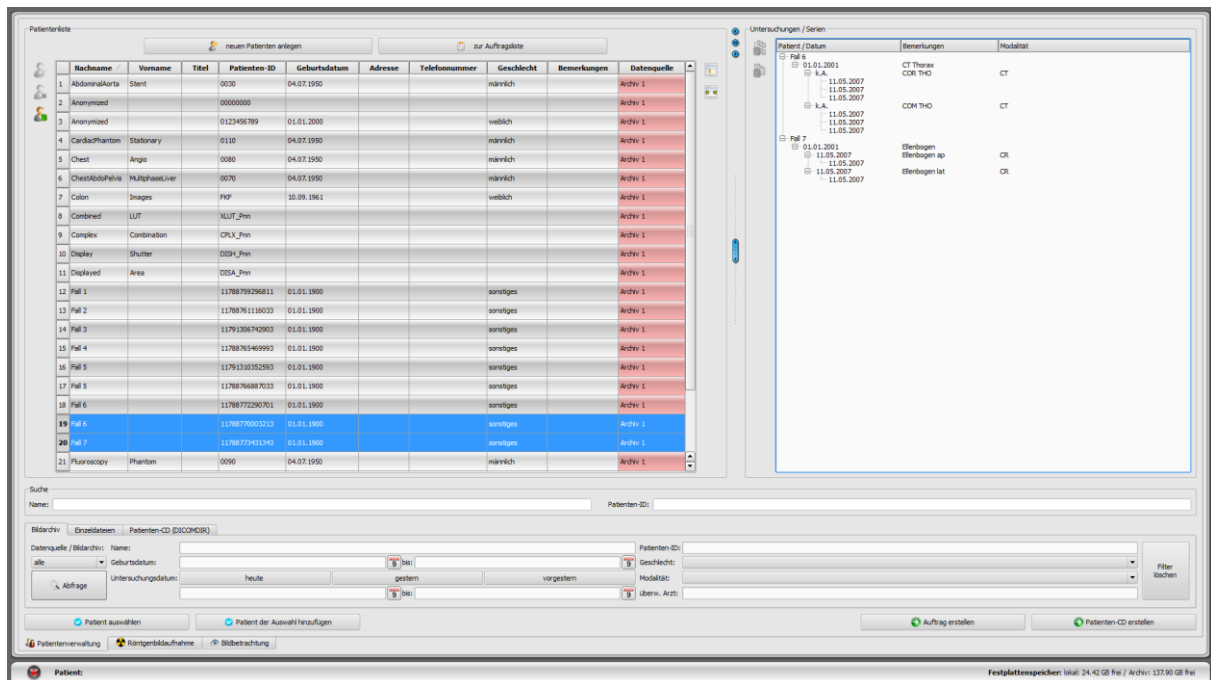 Patientenliste
neuen Patienten anlegen zur Auftragsliste
Nachname Vorname Titel Patienten-ID Geburtsdatum Adresse Telefonnummer Geschlecht Bemerkungen Datenquelle
1 AbdominalAorta Stent 0030 04.07.1950 männlich Archiv 1
2 Anonymized 00000000 Archiv 1
3 Anonymized 0123456789 01.01.2000 weiblich Archiv 1
4 CardiacPhantom Stationary 0110 04.07.1950 männlich Archiv 1
5 Chest Angio 0080 04.07.1950 männlich Archiv 1
6 ChestAbdoPelvis MultiphaseLiver 0070 04.07.1950 männlich Archiv 1
7 Colon Images FKF 10.09.1961 weiblich Archiv 1
8 Combined LUT XLUT_Pnn Archiv 1
9 Complex Combination CPLX_Pnn Archiv 1
10 Display Shutter DISH_Pnn Archiv 1
11 Displayed Area DISA_Pnn Archiv 1
12 Fall 1 11788759296811 01.01.1900 sonstiges Archiv 1
13 Fall 2 11788761116033 01.01.1900 sonstiges Archiv 1
14 Fall 3 11791306742903 01.01.1900 sonstiges Archiv 1
15 Fall 4 11788765469993 01.01.1900 sonstiges Archiv 1
16 Fall 5 11791310352593 01.01.1900 sonstiges Archiv 1
17 Fall 5 11788766887033 01.01.1900 sonstiges Archiv 1
18 Fall 6 11788772290701 01.01.1900 sonstiges Archiv 1
19 Fall 6 11788770003213 01.01.1900 sonstiges Archiv 1
20 Fall 7 11788773431343 01.01.1900 sonstiges Archiv 1
21 Fluoroscopy Phantom 0090 04.07.1950 männlich Archiv 1
Untersuchungen / Serien
Patient / Datum Bemerkungen Modalität
Fall 6
01.01.2001 CT Thorax
k.A. COR THO CT
11.05.2007
11.05.2007
11.05.2007
k.A. COM THO CT
11.05.2007
11.05.2007
11.05.2007
Fall 7
01.01.2001 Ellenbogen
11.05.2007 Ellenbogen ap CR
11.05.2007
11.05.2007 Ellenbogen lat CR
11.05.2007
Suche
Name: Patienten-ID:
Bildarchiv Einzeldateien Patienten-CD (DICOMDIR)
Datenquelle / Bildarchiv: Name: Patienten-ID:
alle Geburtsdatum: 9 bis: 9 Geschlecht:
Abfrage Untersuchungsdatum: heute gestern vorgestern Modalität:
9 bis: 9 überw. Arzt:
Filter
löschen
Patient auswählen Patient der Auswahl hinzufügen Auftrag erstellen Patienten-CD erstellen
Patientenverwaltung Röntgenbildaufnahme Bildbetrachtung
Patient: Festplattenspeicher: lokal: 24.42 GB frei / Archiv: 137.90 GB frei